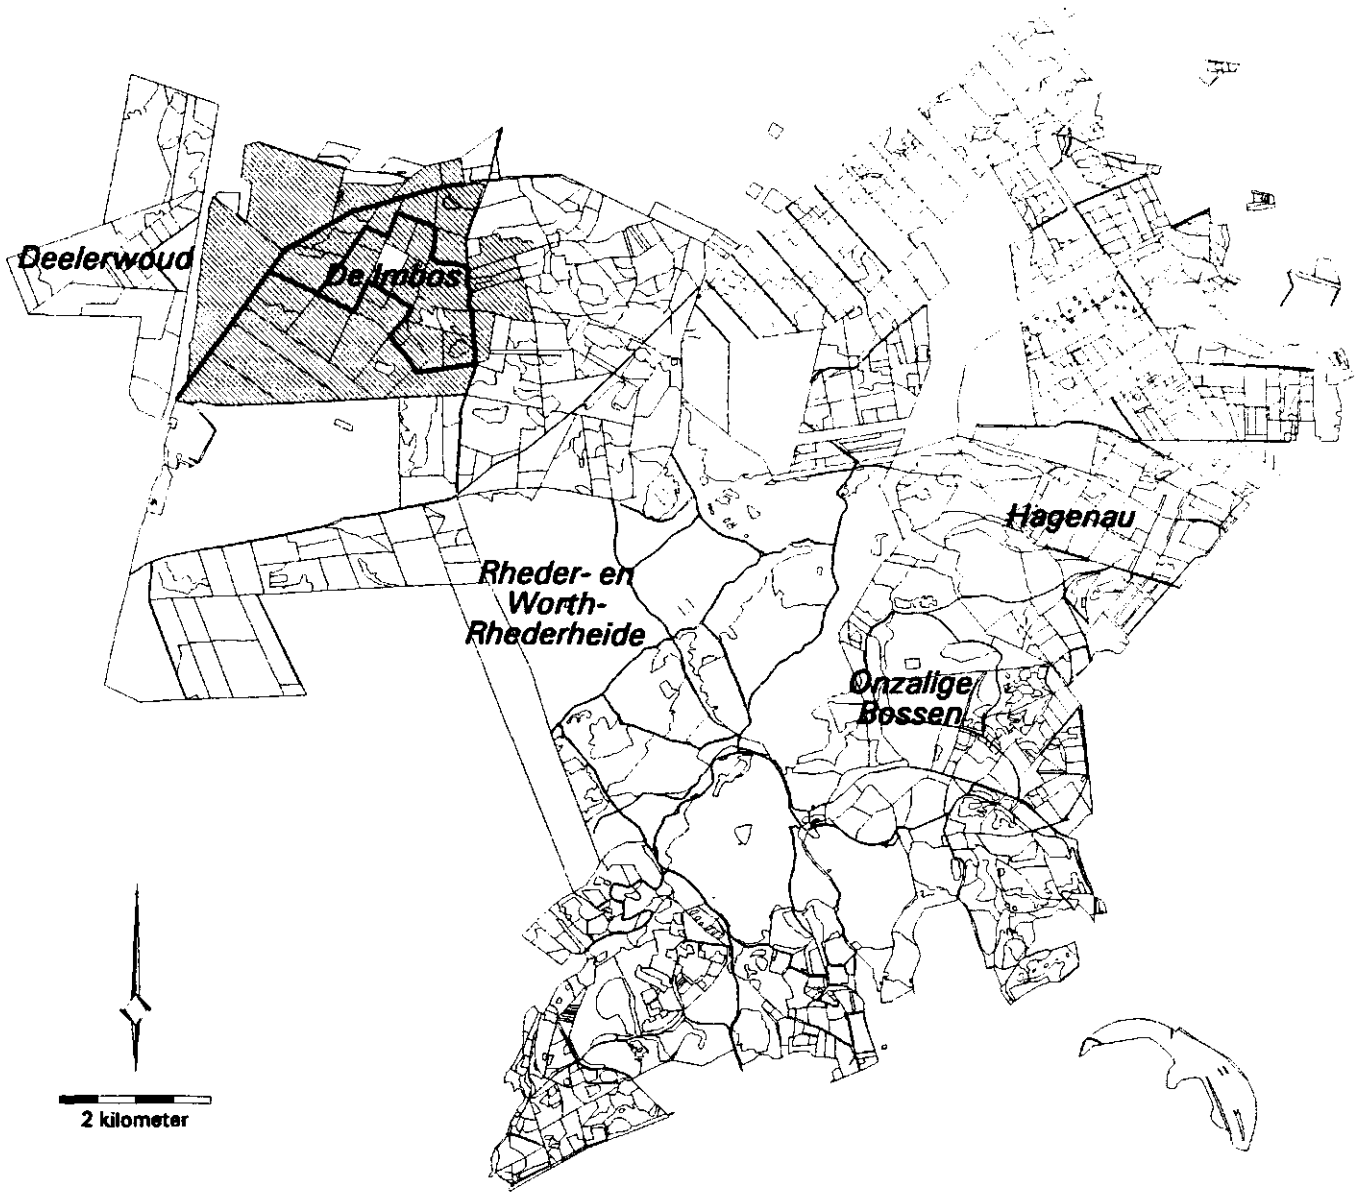 Deelerwoud
De Imbos
Hagenau
Rheder- en
Worth-
Rhederheide
Onzalige
Bossen
2 kilometer